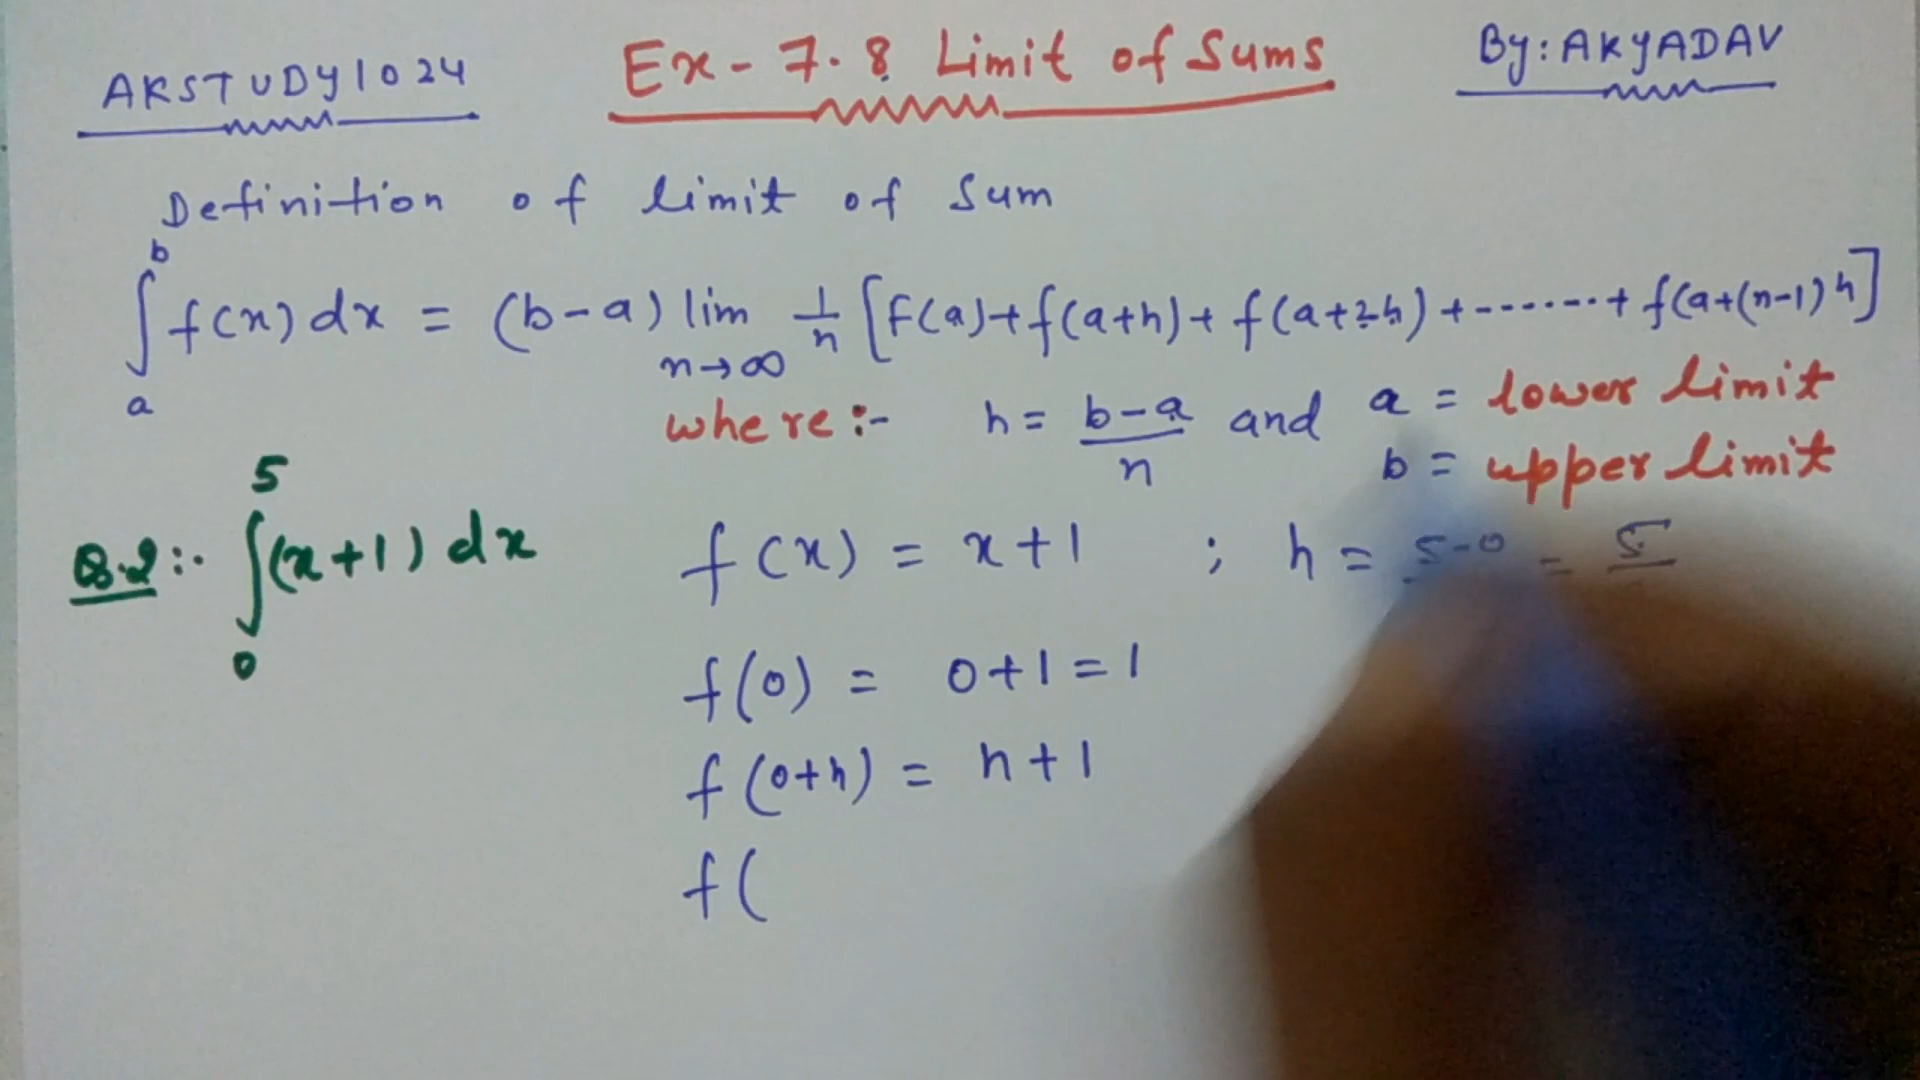 AKSTUDY1024
Ex-7.8 Limit of Sums
By: AKYADAV
Definition of limit of Sum
∫ₐᵇ f(x) dx = (b-a) lim n→∞ 1/n [f(a)+f(a+h)+f(a+2h)+.......+f(a+(n-1)h]
where:- h = b-a/n and a = lower limit
b = upper limit
Q.2:- ∫₀⁵ (x+1) dx
f(x) = x+1 ; h = 5-0 = 5
f(0) = 0+1=1
f(0+h) = h+1
f(